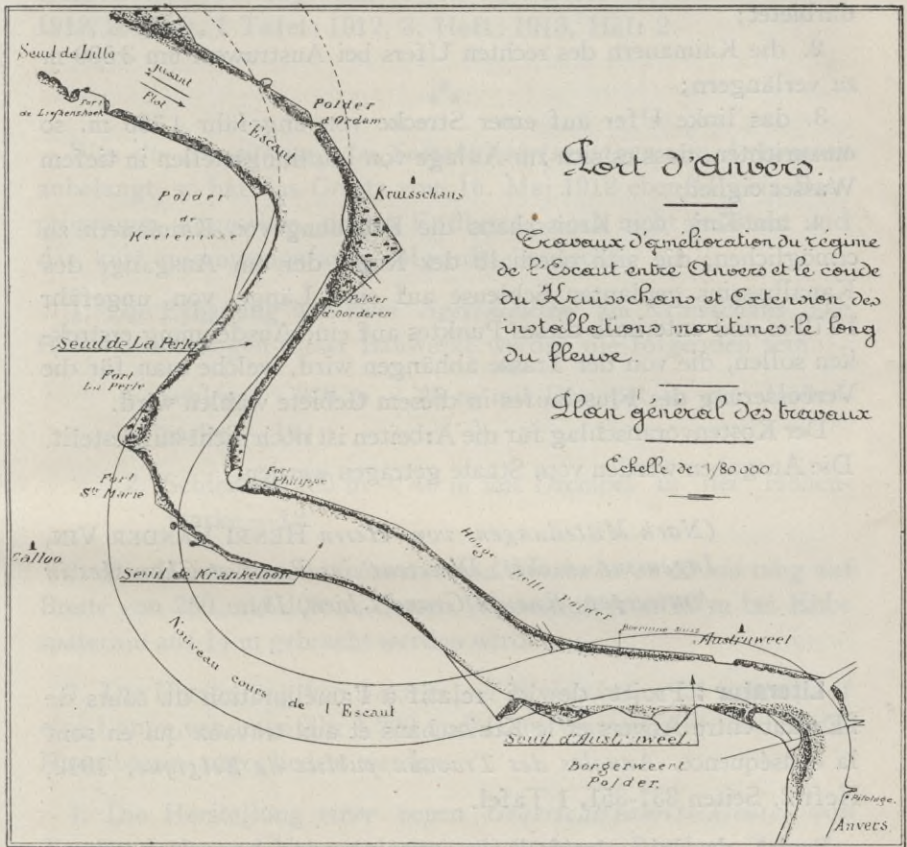 Seuil de Lillo
Jusant
Flot
Fort
de Liefkenshoek
l'Escaut
Polder
d'Ordam
Kruisschans
Polder
de
Polder
d'Oorderen
Seuil de La Perle
Fort
La Perle
Fort
Ste Marie
Fort
Philippe
Calloo
Seuil de Krankeloon
Nouveau
cours
de l'Escaut
Polder
Austruweel
Seuil d'Austruweel
Borgerweert
Polder.
Pilotage
Anvers
Port d'Anvers.
Travaux d'amélioration du régime
de l'Escaut entre Anvers et le coude
du Kruisschans et Extension des
installations maritimes le long
du fleuve.
Plan général des travaux
Echelle de 1/80 000